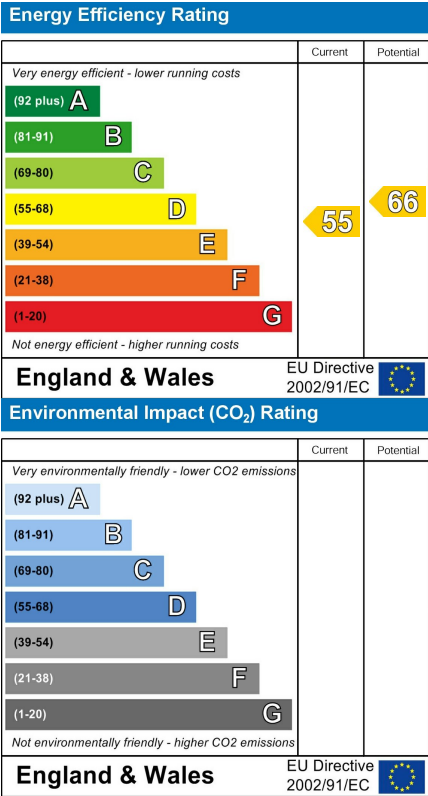 Energy Efficiency Rating
Current Potential
Very energy efficient - lower running costs
(92 plus) A
(81-91) B
(69-80) C
(55-68) D
(39-54) E
(21-38) F
(1-20) G
55
66
Not energy efficient - higher running costs
England & Wales
EU Directive
2002/91/EC
Environmental Impact (CO₂) Rating
Current Potential
Very environmentally friendly - lower CO2 emissions
(92 plus) A
(81-91) B
(69-80) C
(55-68) D
(39-54) E
(21-38) F
(1-20) G
Not environmentally friendly - higher CO2 emissions
England & Wales
EU Directive
2002/91/EC